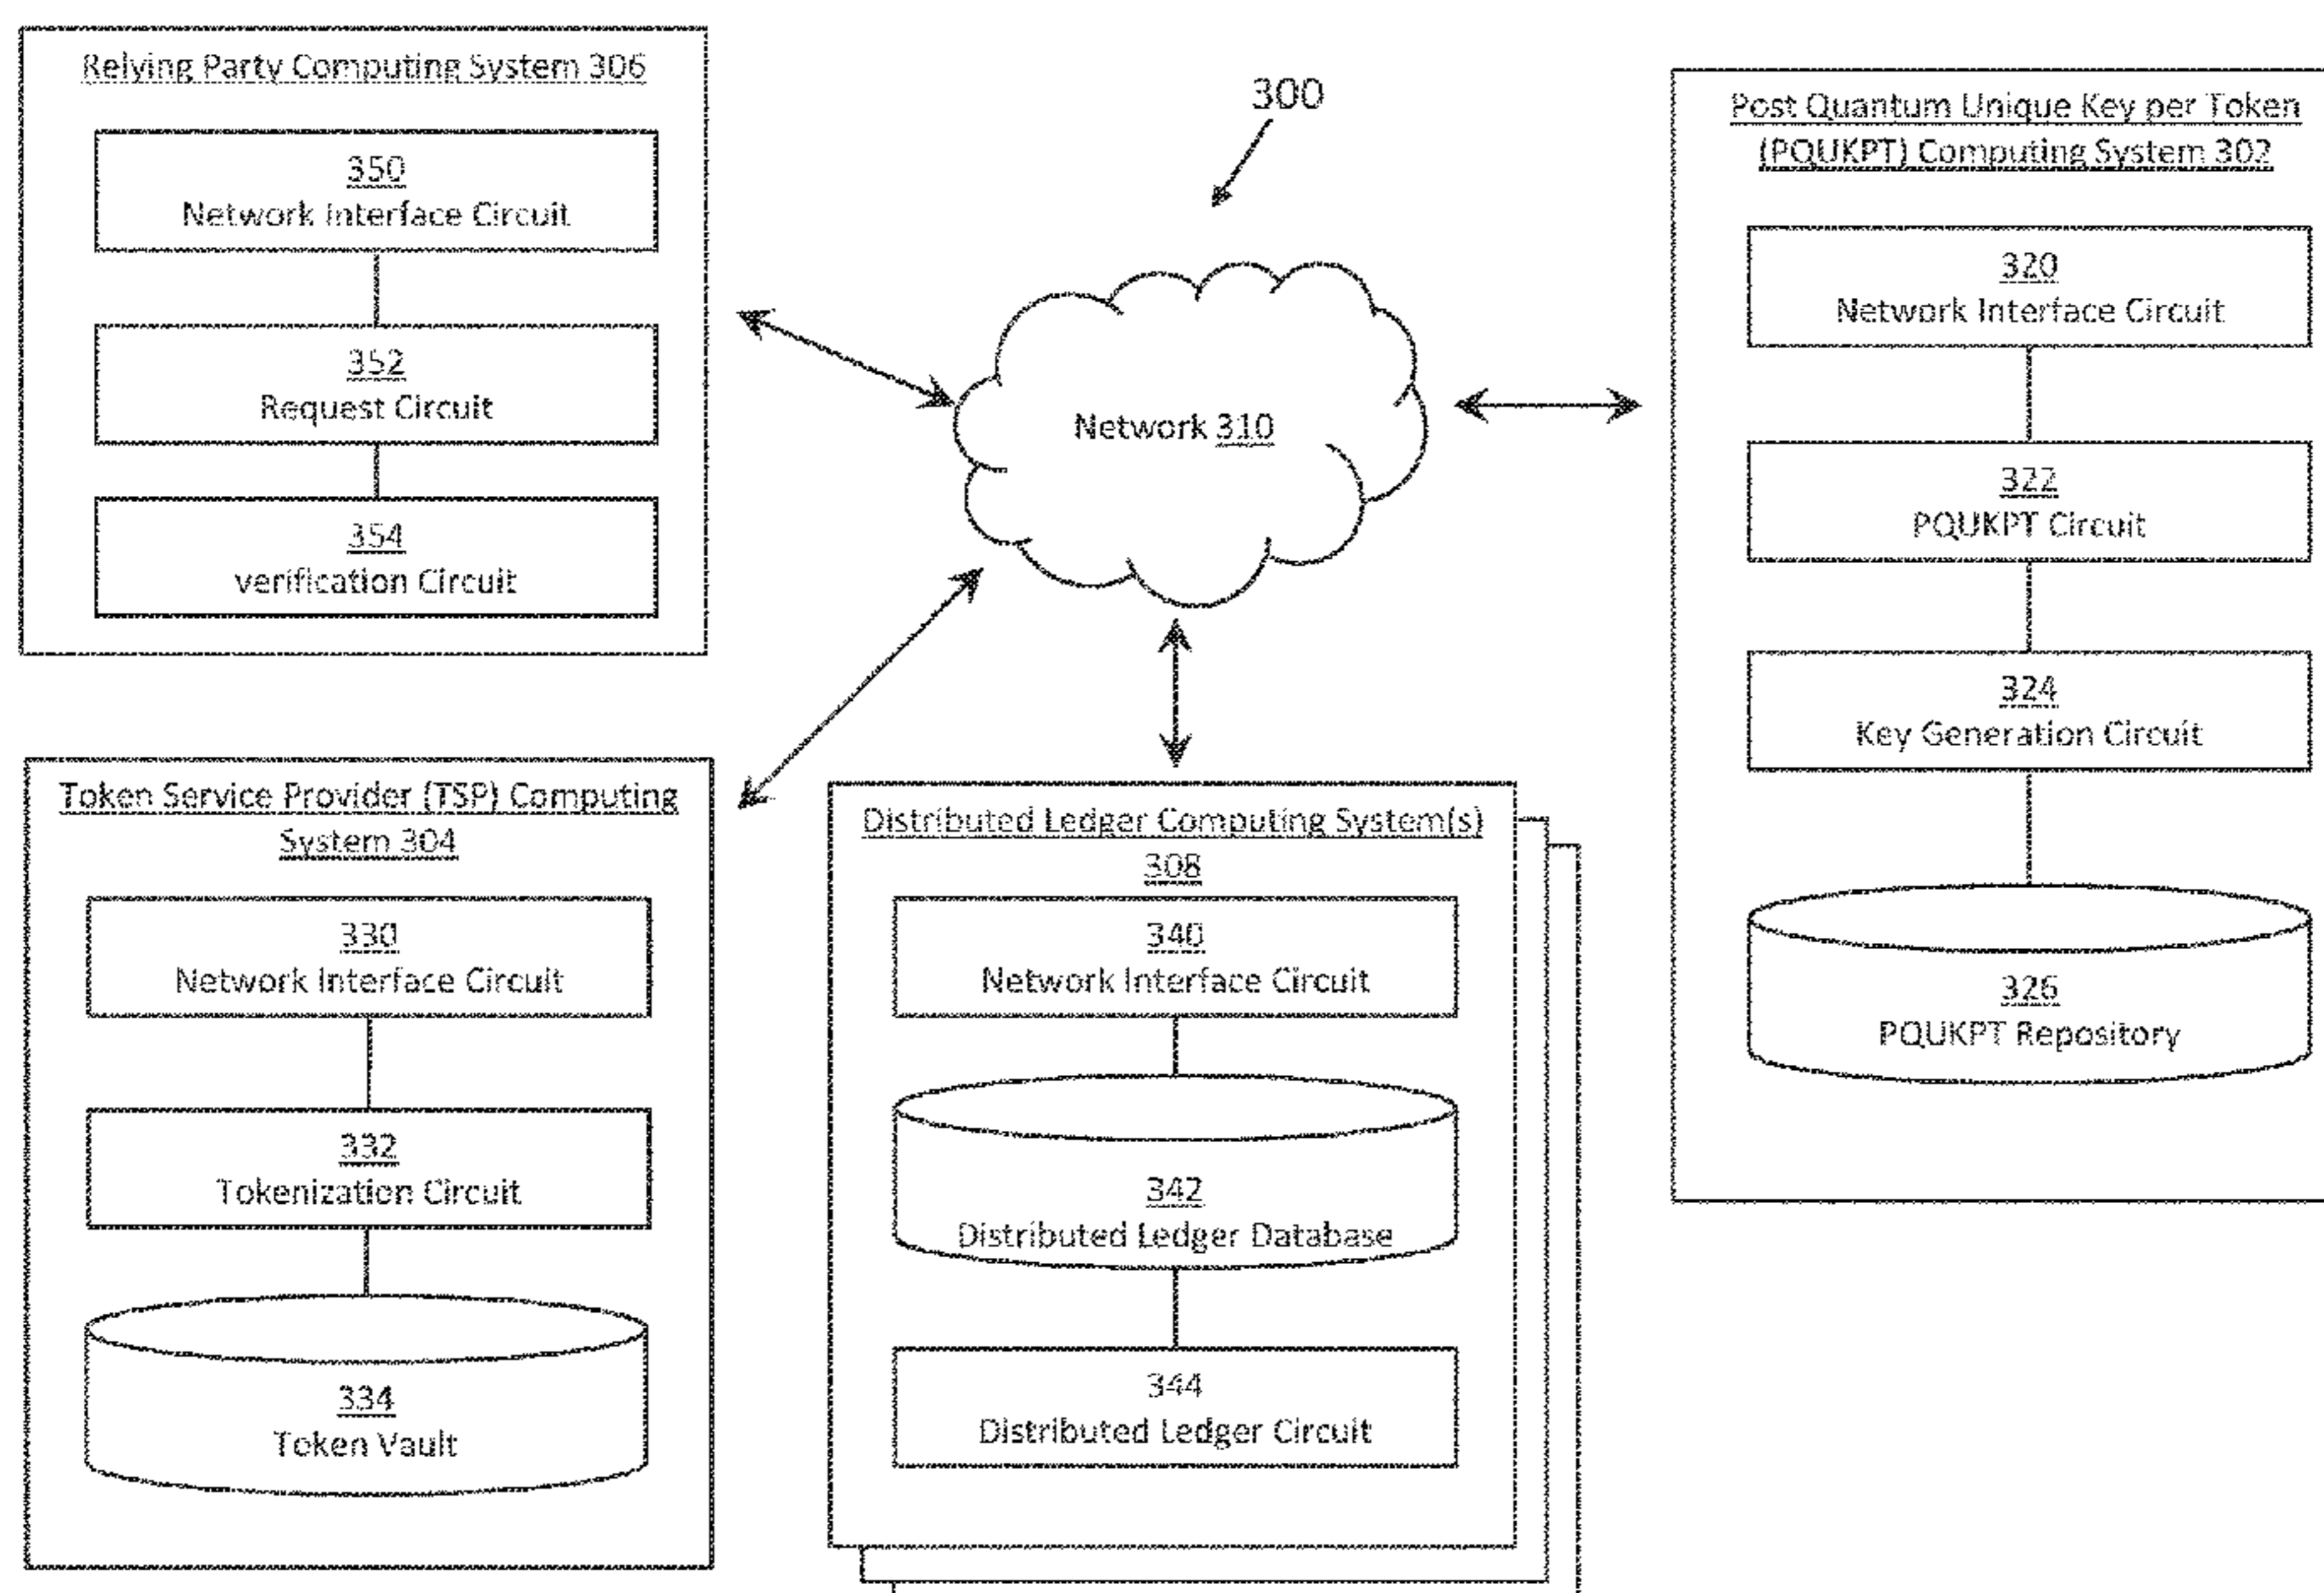 Relying Party Computing System 306
350
Network Interface Circuit
352
Request Circuit
354
verification Circuit
300
Network 310
Post Quantum Unique Key per Token
(PQUKPT) Computing System 302
320
Network Interface Circuit
322
PQUKPT Circuit
324
Key Generation Circuit
326
PQUKPT Repository
Token Service Provider (TSP) Computing
System 304
330
Network Interface Circuit
332
Tokenization Circuit
334
Token Vault
Distributed Ledger Computing System(s)
308
340
Network Interface Circuit
342
Distributed Ledger Database
344
Distributed Ledger Circuit